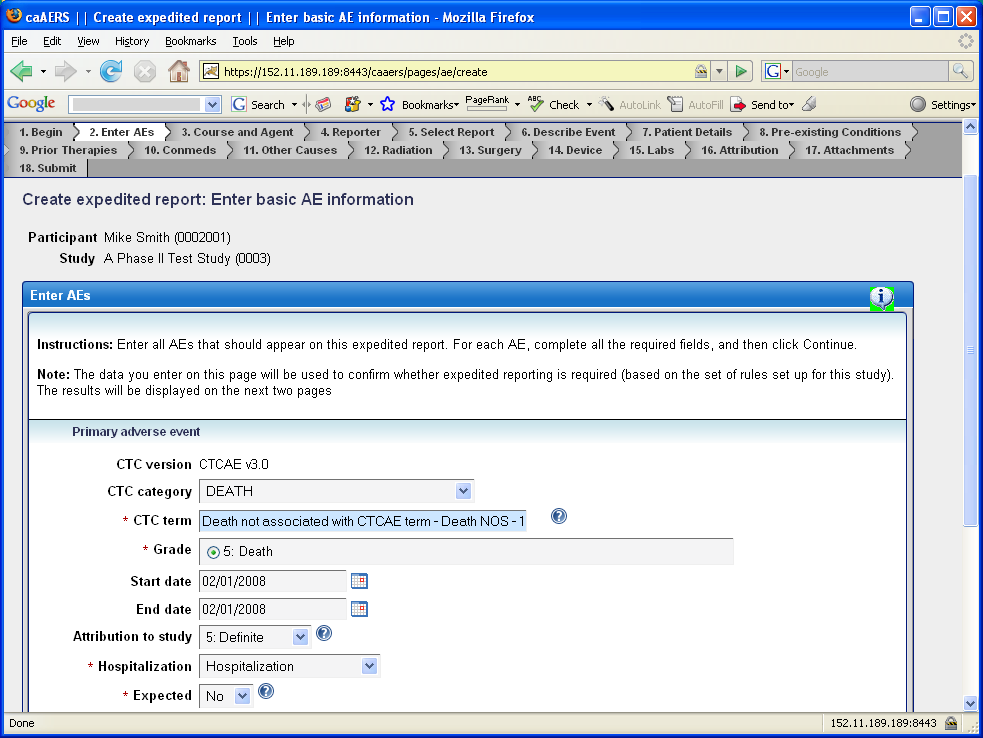 caAERS || Create expedited report || Enter basic AE information - Mozilla Firefox
File Edit View History Bookmarks Tools Help
https://152.11.189.189:8443/caaers/pages/ae/create
G Google
Google G Search Bookmarks PageRank ABC Check AutoLink AutoFill Send to Settings
1. Begin 2. Enter AEs 3. Course and Agent 4. Reporter 5. Select Report 6. Describe Event 7. Patient Details 8. Pre-existing Conditions
9. Prior Therapies 10. Conmeds 11. Other Causes 12. Radiation 13. Surgery 14. Device 15. Labs 16. Attribution 17. Attachments
18. Submit
Create expedited report: Enter basic AE information
Participant Mike Smith (0002001)
Study A Phase II Test Study (0003)
Enter AEs
Instructions: Enter all AEs that should appear on this expedited report. For each AE, complete all the required fields, and then click Continue.
Note: The data you enter on this page will be used to confirm whether expedited reporting is required (based on the set of rules set up for this study).
The results will be displayed on the next two pages
Primary adverse event
CTC version CTCAE v3.0
CTC category DEATH
* CTC term Death not associated with CTCAE term - Death NOS - 1
* Grade 5: Death
Start date 02/01/2008
End date 02/01/2008
Attribution to study 5: Definite
* Hospitalization Hospitalization
* Expected No
Done 152.11.189.189:8443